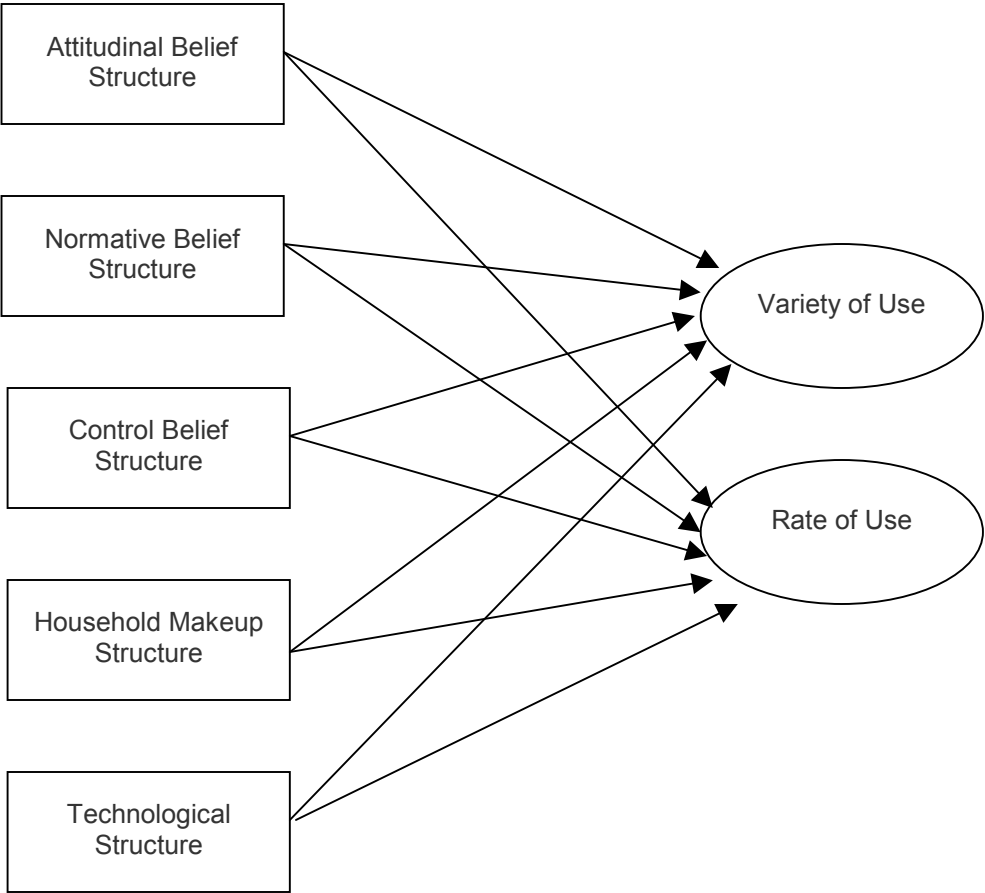 Attitudinal Belief
Structure
Normative Belief
Structure
Variety of Use
Control Belief
Structure
Rate of Use
Household Makeup
Structure
Technological
Structure